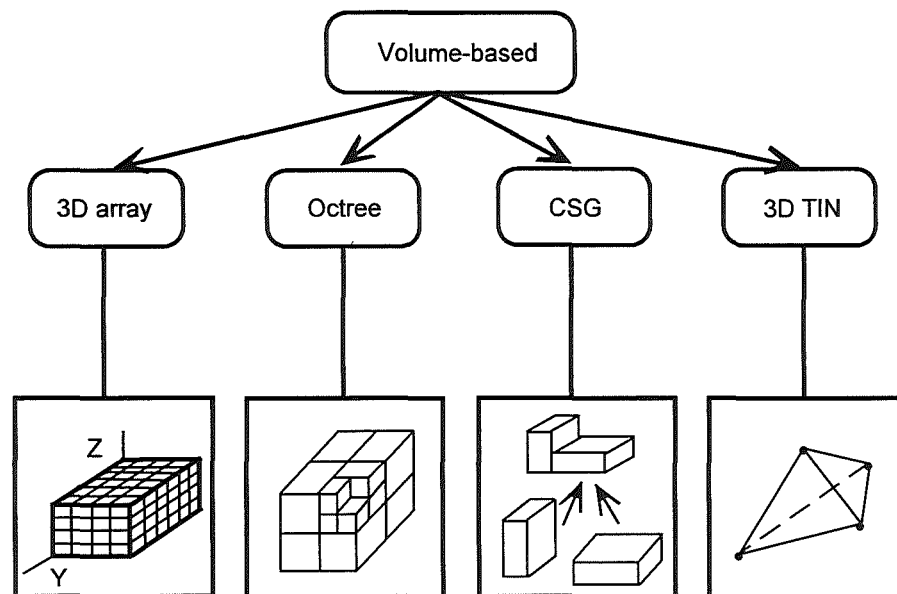 Volume-based
3D array
Octree
CSG
3D TIN
Z
Y